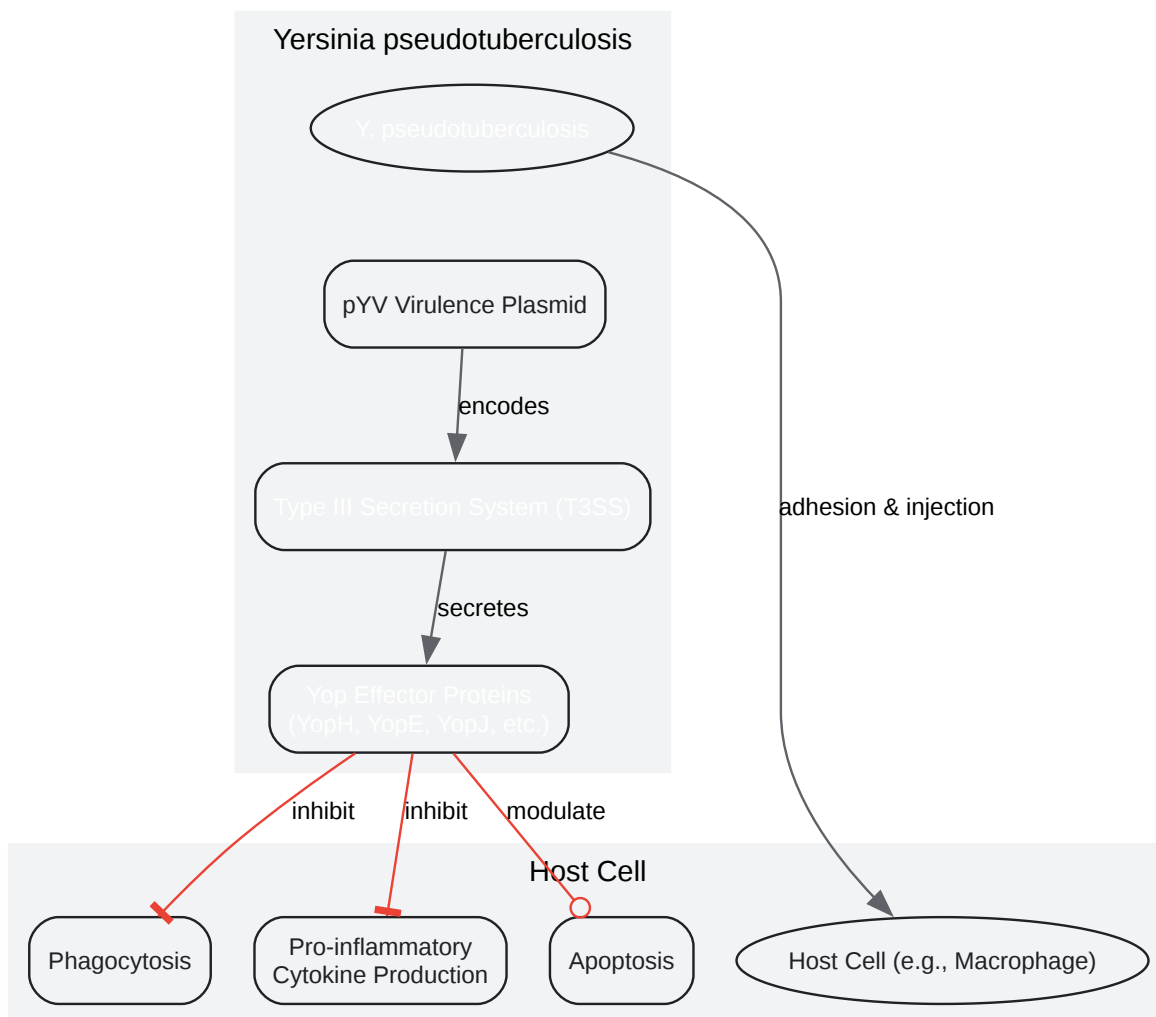 Yersinia pseudotuberculosis
Y. pseudotuberculosis
pYV Virulence Plasmid
encodes
Type III Secretion System (T3SS)
adhesion & injection
secretes
Yop Effector Proteins
(YopH, YopE, YopJ, etc.)
inhibit
inhibit
modulate
Host Cell
Phagocytosis
Pro-inflammatory
Cytokine Production
Apoptosis
Host Cell (e.g., Macrophage)